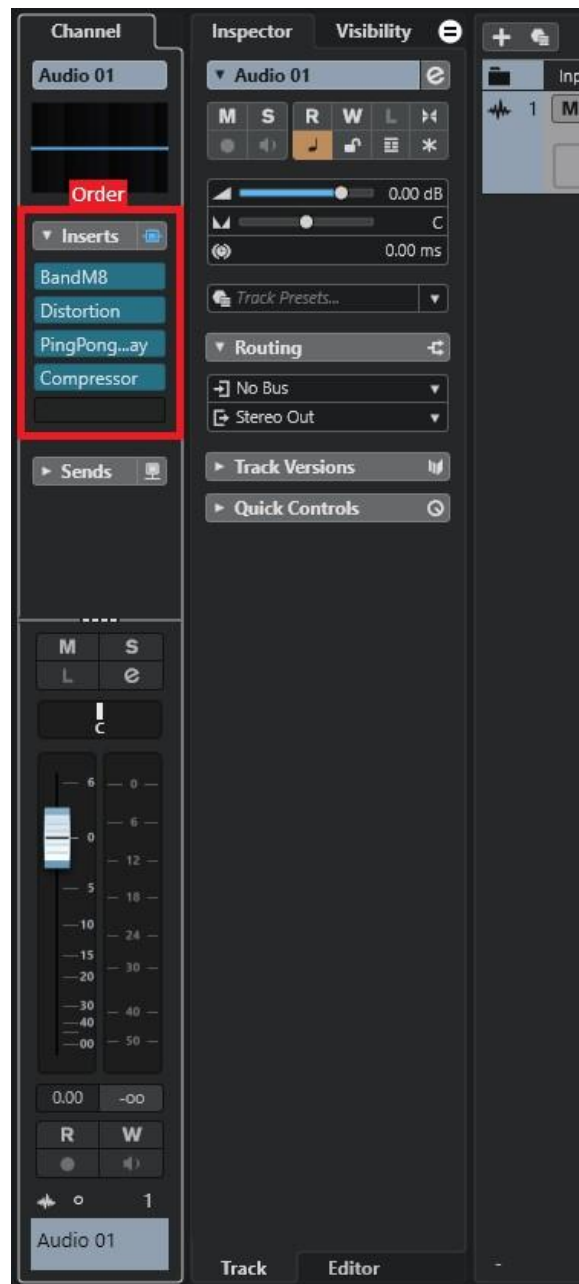 Channel
Audio 01
Order
Inserts
BandM8
Distortion
PingPong...ay
Compressor
Sends
M S
L e
C
6 0
0 6
12
5 18
10 24
15
20 30
30
40 40
00 50
0.00 -oo
R W
1
Audio 01
Inspector Visibility
Audio 01 e
M S R W L
0.00 dB
C
0.00 ms
Track Presets...
Routing
No Bus
Stereo Out
Track Versions
Quick Controls
Track Editor
+
Inp
1 M